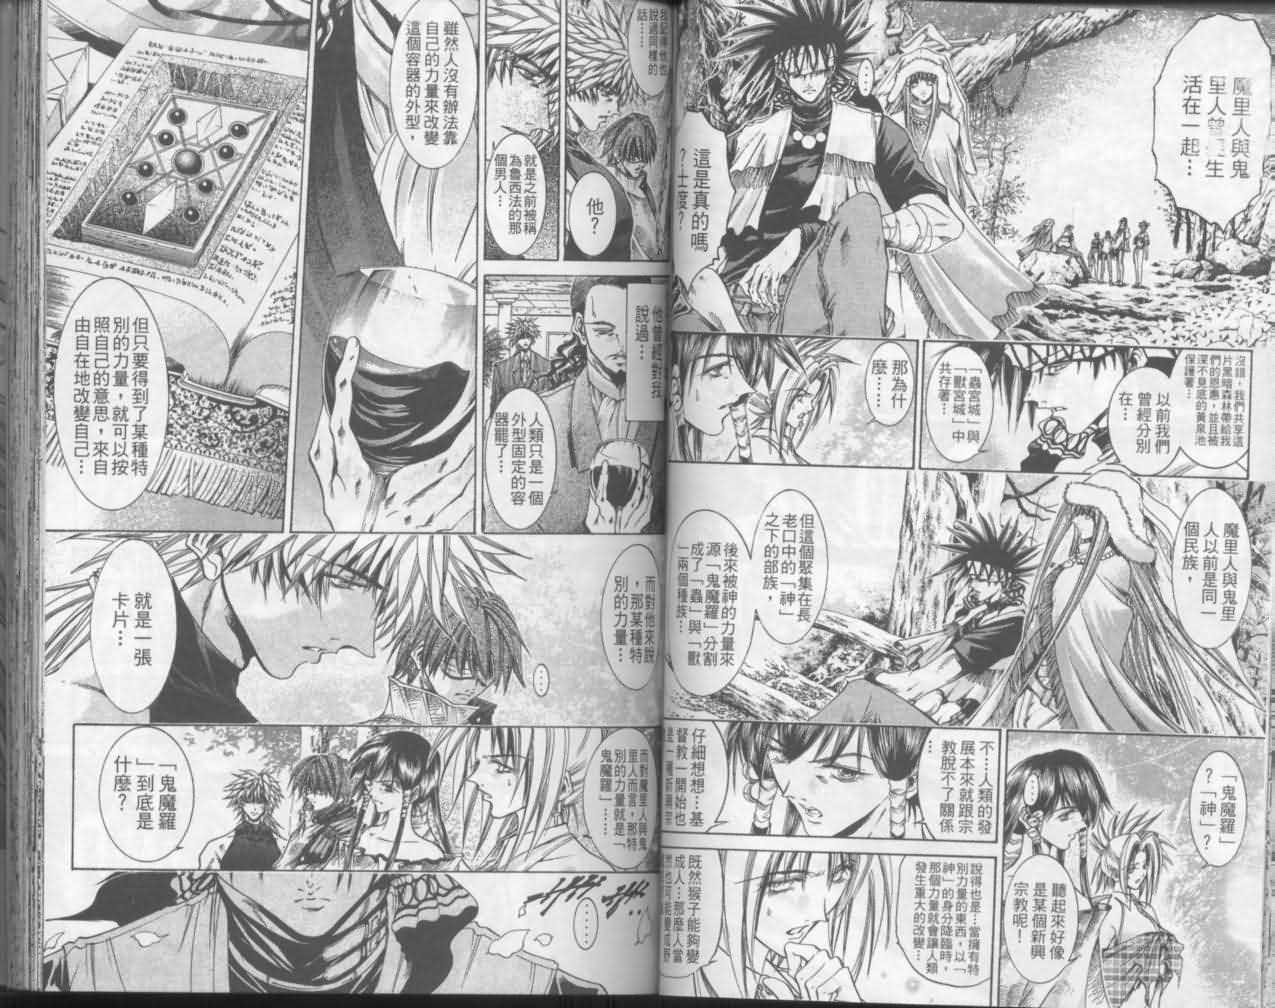 魔里人與鬼
里人曾
生
活在一起…
…
這是真的嗎
？士度？
沒錯，我們共享這
片黑暗森林帶給我
們的恩惠，並且被
深不見底的黃泉池
保護著…
以前我們
曾經分別
在…
「蟲宮城」與
「獸宮城」中
共存著…
那為什
麼……
魔里人與鬼里
人以前是同一
個民族，
但這個聚集在長
老口中的「神」
之下的部族，
後來被神的力量來
源「鬼魔羅」分割
成了「蟲」與「獸
」兩個種族…
「鬼魔羅」
？「神」？
…
聽起來好像
是某個新興
宗教呢！
不…人類的發
展本來就跟宗
教脫不了關係
…
仔細想想…基
督教一開始也
說得也是…當擁有特
別力量的東西，以「
神」的身分降臨時，
那個力量就會讓人類
發生重大的改變…
既然猴子能夠變
成人…那麼人當
說過同樣的
話……
他？
就是之前被稱
為魯西法的那
個男人…
他曾經對我
說過…
人類只是一個
外型固定的容
器罷了…
雖然人沒有辦法靠
自己的力量來改變
這個容器的外型，
但只要得到了某種特
別的力量，就可以按
照自己的意思，來自
由自在地改變自己…
而對他來說
，那某種特
別的力量…
…
就是一張
卡片…
而對魔里人與鬼
里人而言，那特
別的力量就是「
鬼魔羅」……
「鬼魔羅
」到底是
什麼？
……